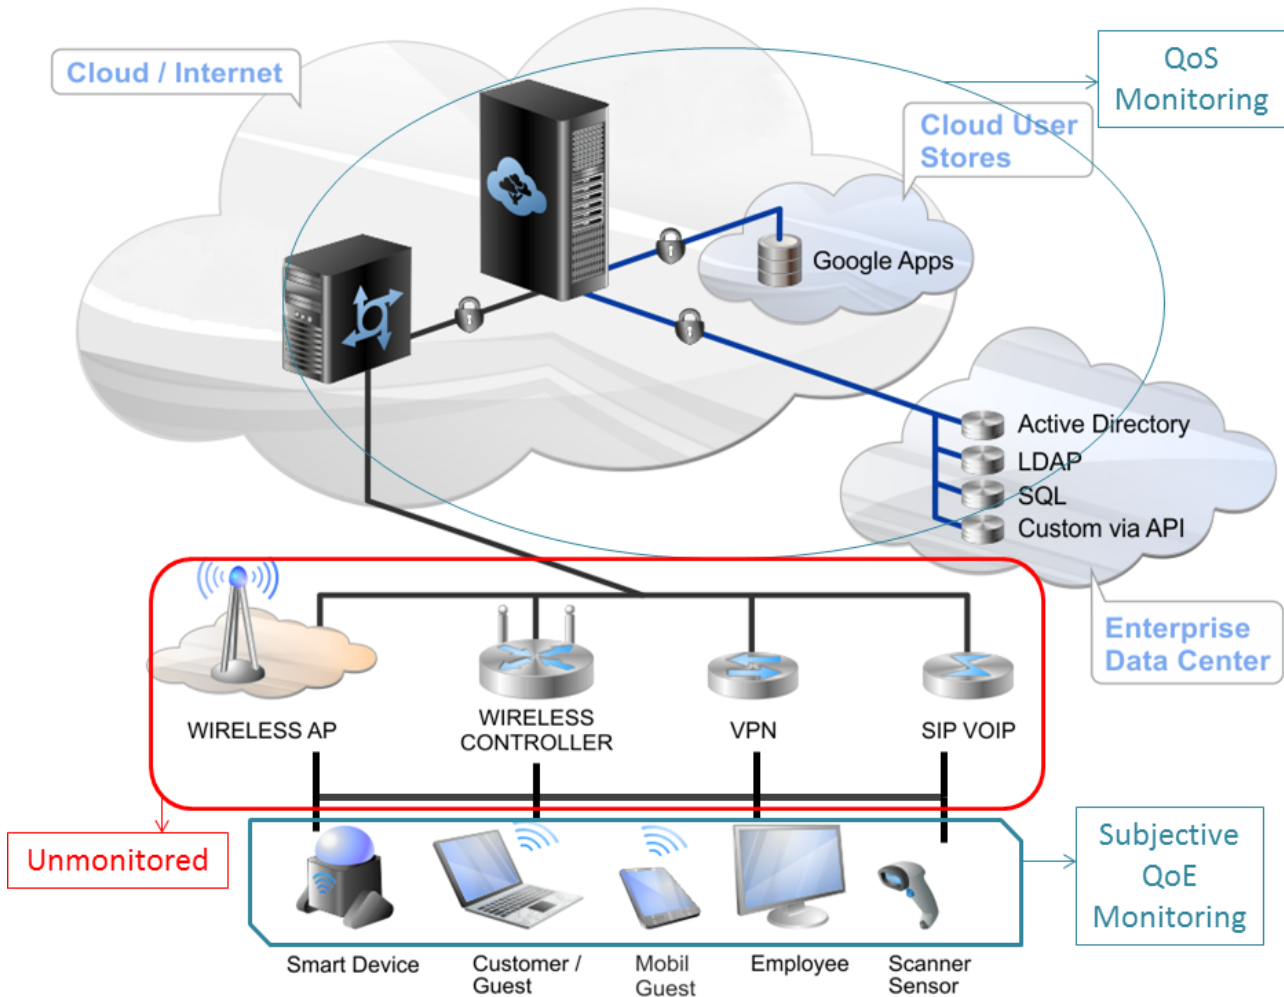 Cloud / Internet
QoS
Monitoring
Cloud User
Stores
Google Apps
Active Directory
LDAP
SQL
Custom via API
Enterprise
Data Center
WIRELESS AP
WIRELESS
CONTROLLER
VPN
SIP VOIP
Unmonitored
Subjective
QoE
Monitoring
Smart Device
Customer /
Guest
Mobil
Guest
Employee
Scanner
Sensor